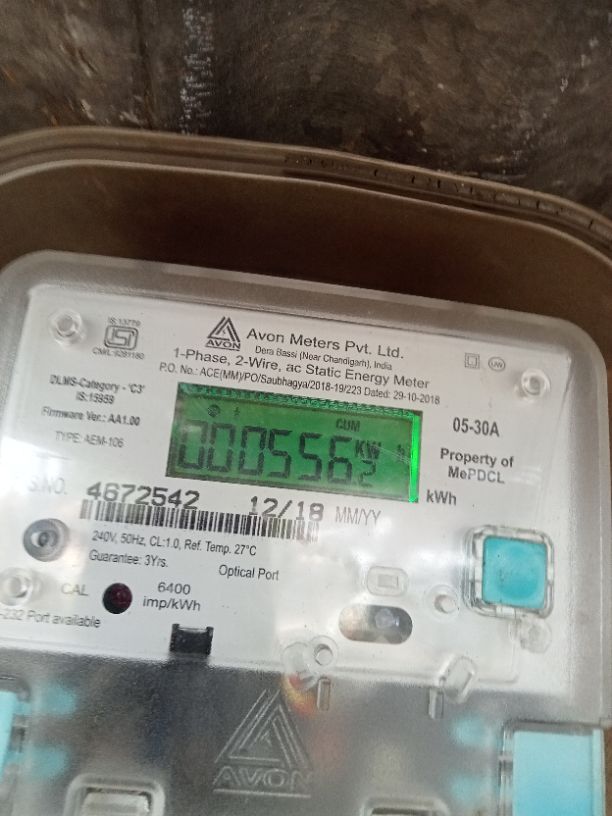 IS:13779
CM/L-9291160
AVON
Avon Meters Pvt. Ltd.
Dera Bassi (Near Chandigarh), India
1-Phase, 2-Wire, ac Static Energy Meter
P.O. No.: ACE(MM)/PO/Saubhagya/2018-19/223 Dated: 29-10-2018
DLMS-Category - 'C3'
IS:15959
Firmware Ver.: AA1.00
TYPE: AEM-106
CUM
000556 KW h
2
kWh
05-30A
Property of
MePDCL
S.NO. 4672542 12/18 MM/YY
240V, 50Hz, CL:1.0, Ref. Temp. 27°C
Guarantee: 3Yrs.
Optical Port
CAL
6400
imp/kWh
-232 Port available
AVON